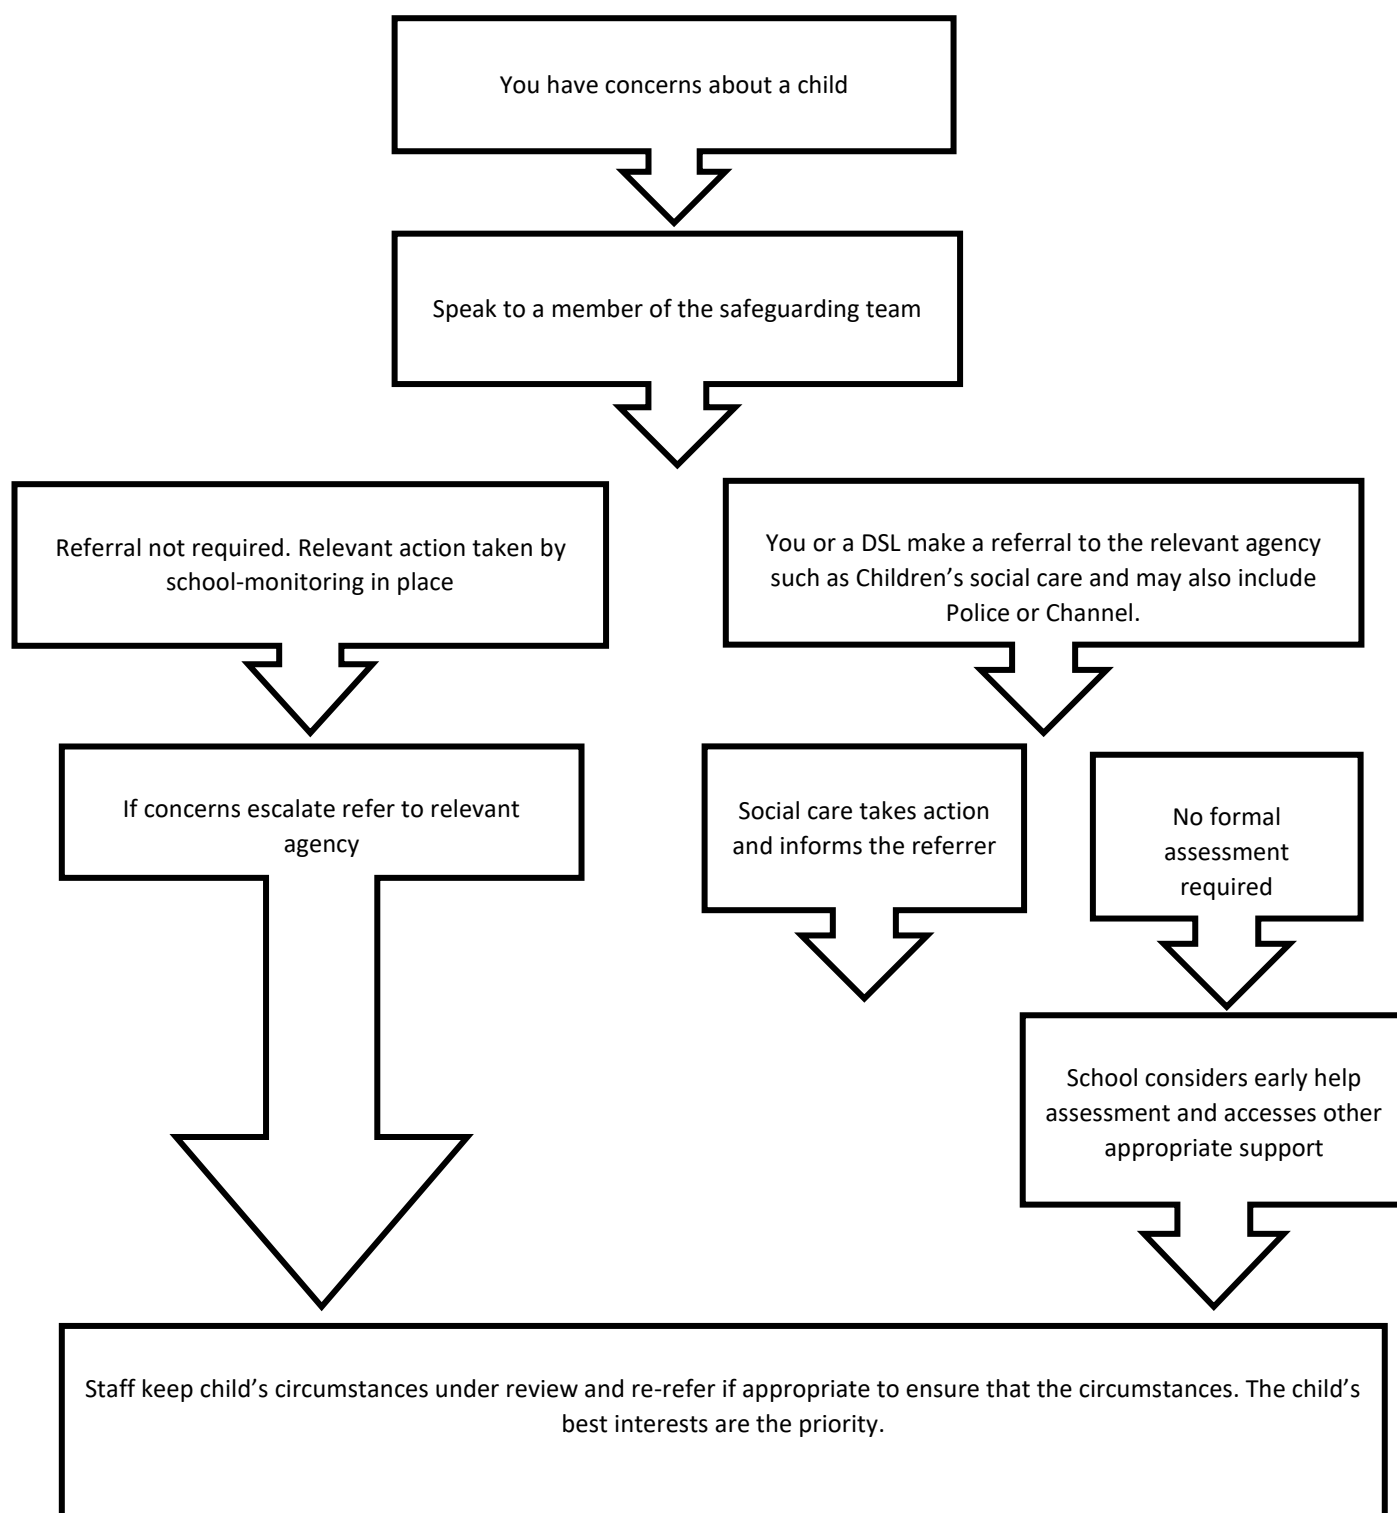 You have concerns about a child
Speak to a member of the safeguarding team
Referral not required. Relevant action taken by
school-monitoring in place
You or a DSL make a referral to the relevant agency
such as Children’s social care and may also include
Police or Channel.
If concerns escalate refer to relevant
agency
Social care takes action
and informs the referrer
No formal
assessment
required
School considers early help
assessment and accesses other
appropriate support
Staff keep child’s circumstances under review and re-refer if appropriate to ensure that the circumstances. The child’s
best interests are the priority.